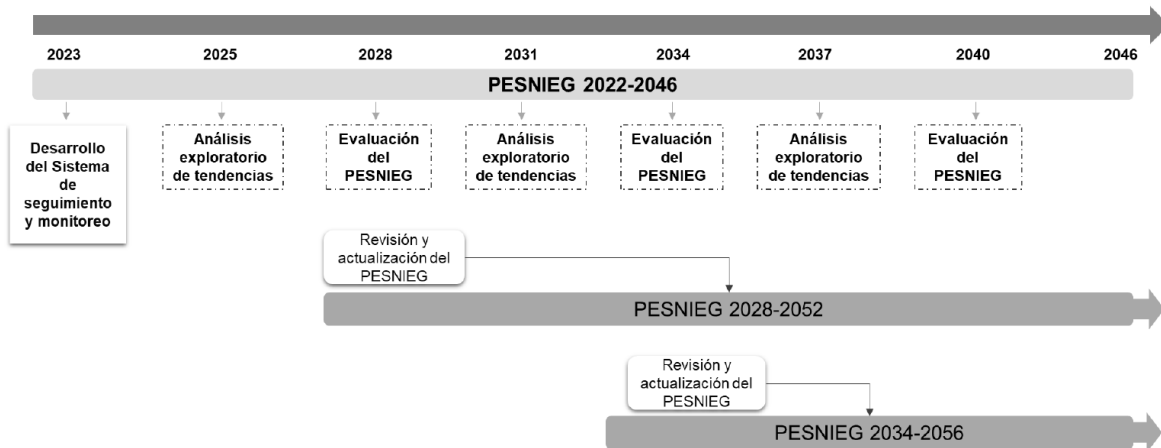 2023 2025 2028 2031 2034 2037 2040 2046
PESNIEG 2022-2046
Desarrollo
del Sistema
de
seguimiento
y monitoreo
Análisis
exploratorio
de tendencias
Evaluación
del
PESNIEG
Análisis
exploratorio
de tendencias
Evaluación
del
PESNIEG
Análisis
exploratorio
de tendencias
Evaluación
del
PESNIEG
Revisión y
actualización del
PESNIEG
PESNIEG 2028-2052
Revisión y
actualización del
PESNIEG
PESNIEG 2034-2056